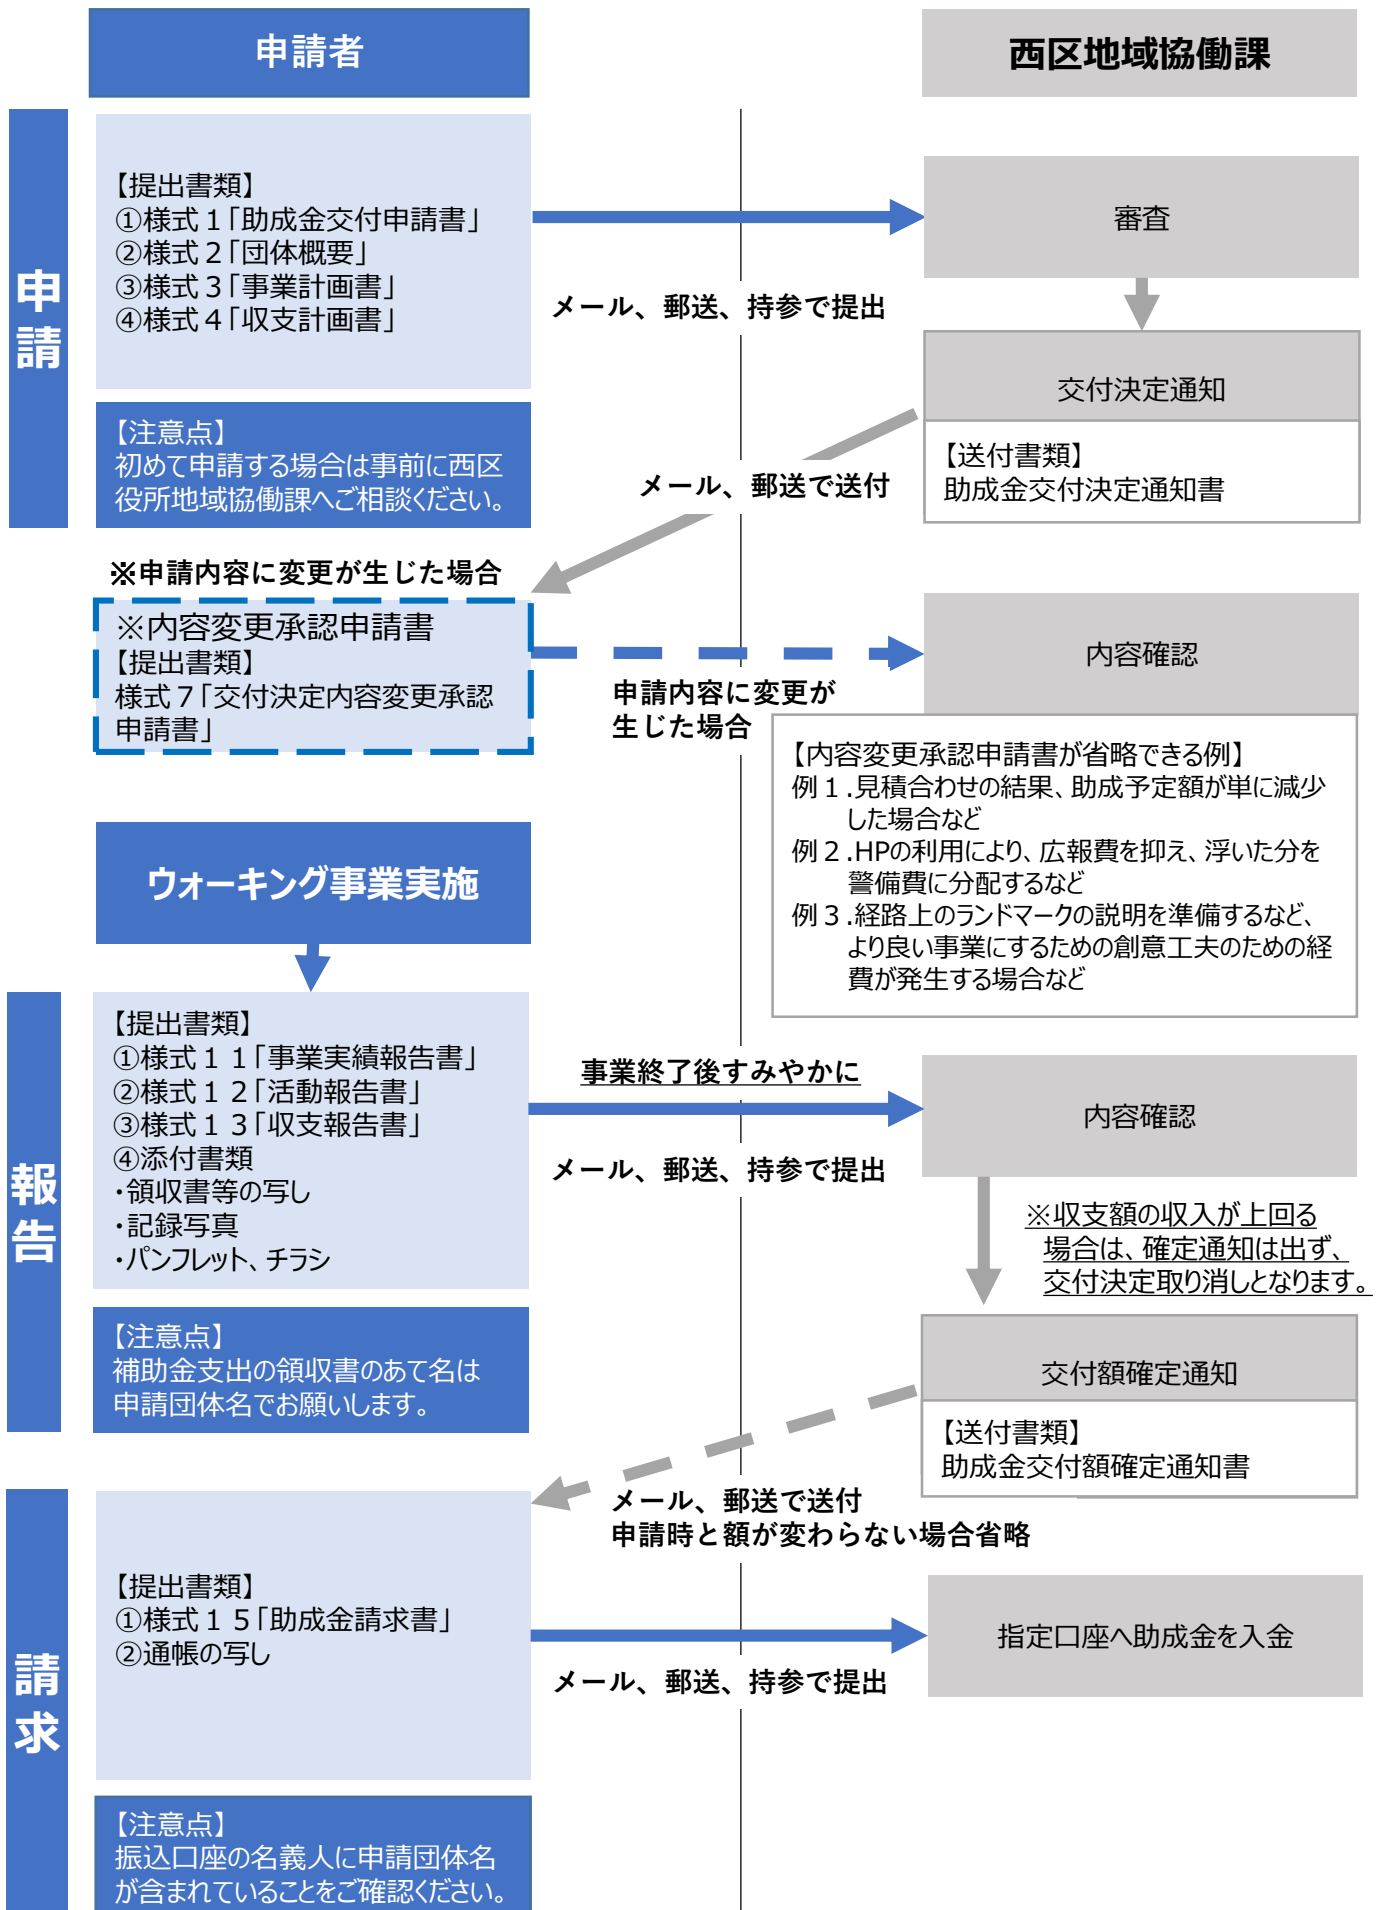 申請者
西区地域協働課
申請
【提出書類】
①様式１「助成金交付申請書」
②様式２「団体概要」
③様式３「事業計画書」
④様式４「収支計画書」
メール、郵送、持参で提出
審査
交付決定通知
【送付書類】
助成金交付決定通知書
【注意点】
初めて申請する場合は事前に西区
役所地域協働課へご相談ください。
メール、郵送で送付
※申請内容に変更が生じた場合
※内容変更承認申請書
【提出書類】
様式７「交付決定内容変更承認
申請書」
申請内容に変更が
生じた場合
内容確認
【内容変更承認申請書が省略できる例】
例１.見積合わせの結果、助成予定額が単に減少
した場合など
例２.HPの利用により、広報費を抑え、浮いた分を
警備費に分配するなど
例３.経路上のランドマークの説明を準備するなど、
より良い事業にするための創意工夫のための経
費が発生する場合など
ウォーキング事業実施
報告
【提出書類】
①様式１１「事業実績報告書」
②様式１２「活動報告書」
③様式１３「収支報告書」
④添付書類
・領収書等の写し
・記録写真
・パンフレット、チラシ
事業終了後すみやかに
メール、郵送、持参で提出
内容確認
※収支額の収入が上回る
場合は、確定通知は出ず、
交付決定取り消しとなります。
【注意点】
補助金支出の領収書のあて名は
申請団体名でお願いします。
交付額確定通知
【送付書類】
助成金交付額確定通知書
メール、郵送で送付
申請時と額が変わらない場合省略
請求
【提出書類】
①様式１５「助成金請求書」
②通帳の写し
メール、郵送、持参で提出
指定口座へ助成金を入金
【注意点】
振込口座の名義人に申請団体名
が含まれていることをご確認ください。